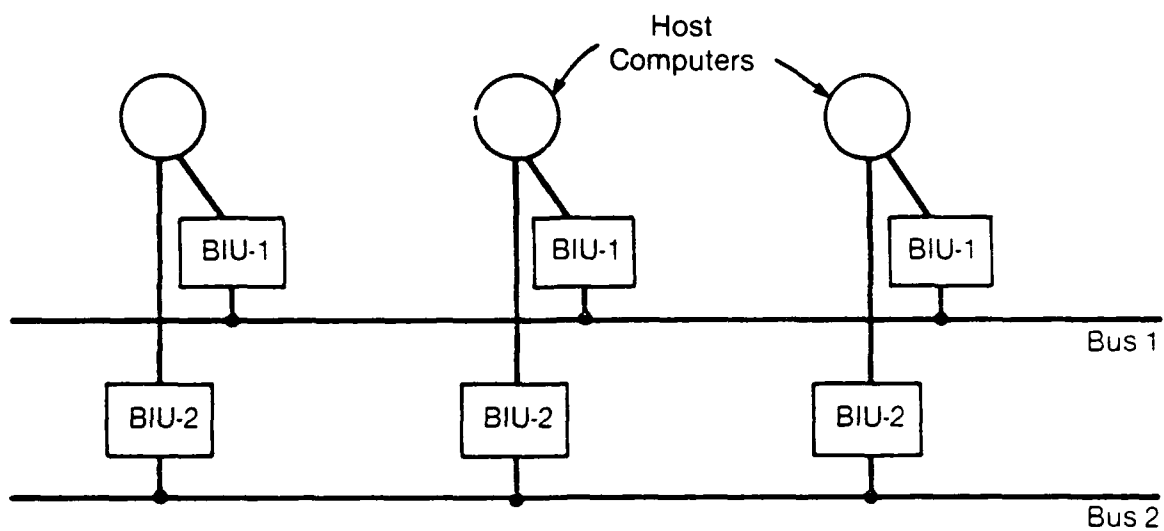 Host
Computers
BIU-1
BIU-1
BIU-1
Bus 1
BIU-2
BIU-2
BIU-2
Bus 2